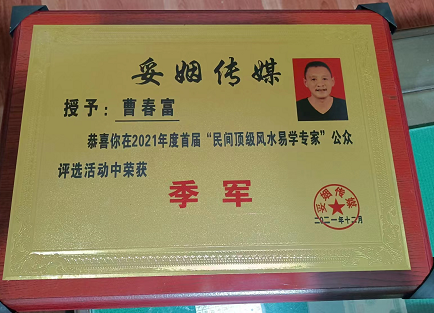 妥姻传媒
授予：曹春富
恭喜你在2021年度首届“民间顶级风水易学专家”公众
评选活动中荣获
季军
妥姻传媒
二〇二一年十二月